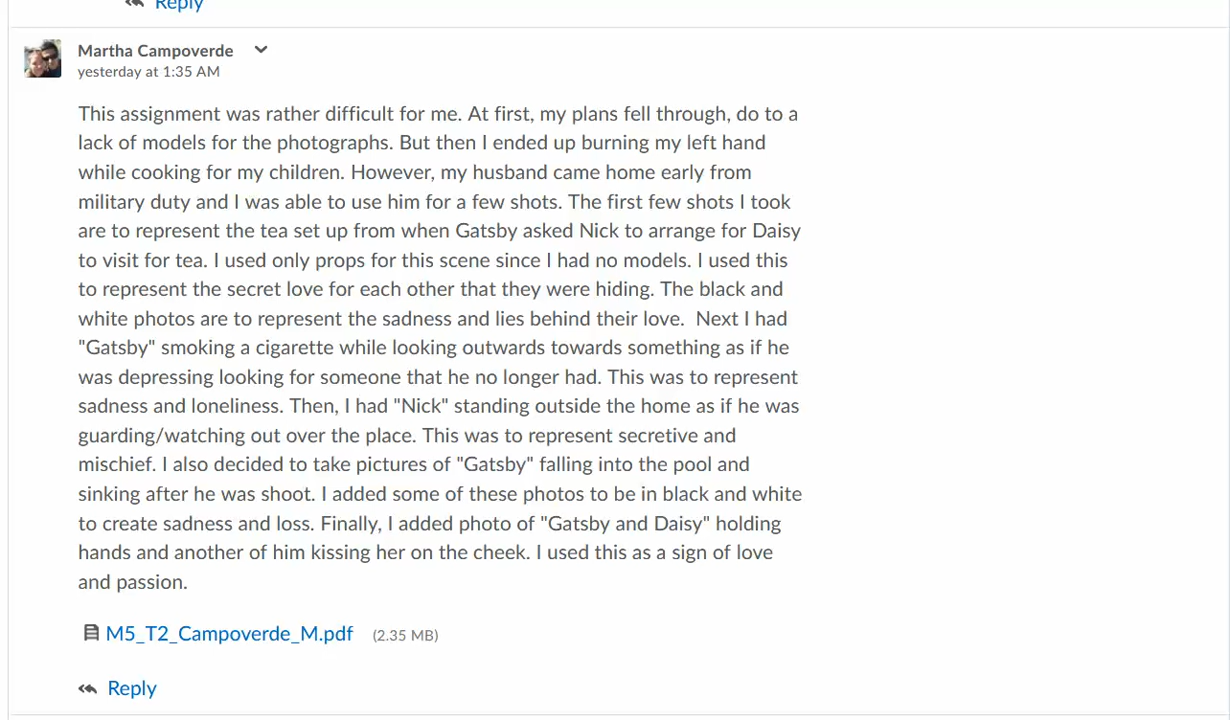 Reply
Martha Campoverde
yesterday at 1:35 AM
This assignment was rather difficult for me. At first, my plans fell through, do to a
lack of models for the photographs. But then I ended up burning my left hand
while cooking for my children. However, my husband came home early from
military duty and I was able to use him for a few shots. The first few shots I took
are to represent the tea set up from when Gatsby asked Nick to arrange for Daisy
to visit for tea. I used only props for this scene since I had no models. I used this
to represent the secret love for each other that they were hiding. The black and
white photos are to represent the sadness and lies behind their love.  Next I had
"Gatsby" smoking a cigarette while looking outwards towards something as if he
was depressing looking for someone that he no longer had. This was to represent
sadness and loneliness. Then, I had "Nick" standing outside the home as if he was
guarding/watching out over the place. This was to represent secretive and
mischief. I also decided to take pictures of "Gatsby" falling into the pool and
sinking after he was shoot. I added some of these photos to be in black and white
to create sadness and loss. Finally, I added photo of "Gatsby and Daisy" holding
hands and another of him kissing her on the cheek. I used this as a sign of love
and passion.
M5_T2_Campoverde_M.pdf (2.35 MB)
Reply